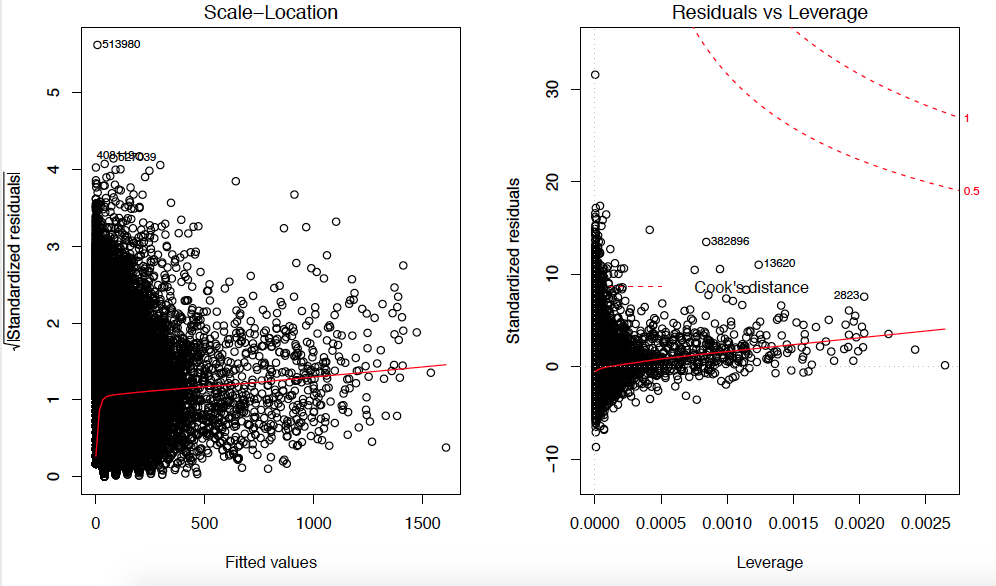 Scale−Location
√|Standardized residuals|
513980
527039
5
4
3
2
1
0
0 500 1000 1500
Fitted values
Residuals vs Leverage
Standardized residuals
30
20
10
0
−10
1
0.5
382896
13620
Cook's distance
2823
0.0000 0.0005 0.0010 0.0015 0.0020 0.0025
Leverage